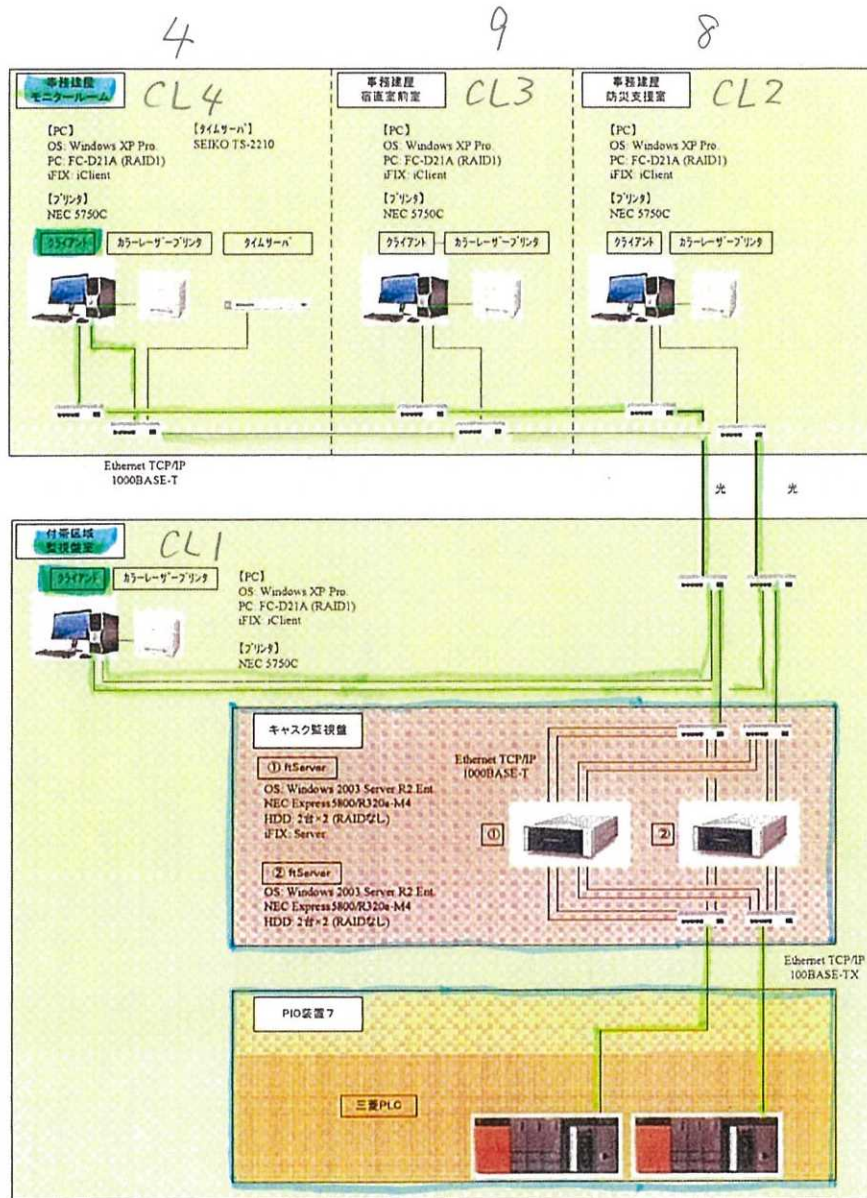 4
9
8
事務建屋
モニタールーム
CL4
事務建屋
宿直室前室
CL3
事務建屋
防災支援室
CL2
【PC】
OS: Windows XP Pro.
PC: FC-D21A (RAID1)
iFIX: iClient
【ﾀｲﾑｻｰﾊﾞ】
SEIKO TS-2210
【ﾌﾟﾘﾝﾀ】
NEC 5750C
【PC】
OS: Windows XP Pro.
PC: FC-D21A (RAID1)
iFIX: iClient
【ﾌﾟﾘﾝﾀ】
NEC 5750C
【PC】
OS: Windows XP Pro.
PC: FC-D21A (RAID1)
iFIX: iClient
【ﾌﾟﾘﾝﾀ】
NEC 5750C
ｸﾗｲｱﾝﾄ
ｶﾗｰﾚｰｻﾞｰﾌﾟﾘﾝﾀ
ﾀｲﾑｻｰﾊﾞ
ｸﾗｲｱﾝﾄ
ｶﾗｰﾚｰｻﾞｰﾌﾟﾘﾝﾀ
ｸﾗｲｱﾝﾄ
ｶﾗｰﾚｰｻﾞｰﾌﾟﾘﾝﾀ
Ethernet TCP/IP
1000BASE-T
光
光
付帯区域
監視盤室
CL1
ｸﾗｲｱﾝﾄ
ｶﾗｰﾚｰｻﾞｰﾌﾟﾘﾝﾀ
【PC】
OS: Windows XP Pro.
PC: FC-D21A (RAID1)
iFIX: iClient
【ﾌﾟﾘﾝﾀ】
NEC 5750C
キャスク監視盤
① ftServer
OS: Windows 2003 Server R2 Ent.
NEC Express5800/R320a-M4
HDD: 2台×2 (RAIDなし)
iFIX: Server
Ethernet TCP/IP
1000BASE-T
①
②
② ftServer
OS: Windows 2003 Server R2 Ent.
NEC Express5800/R320a-M4
HDD: 2台×2 (RAIDなし)
Ethernet TCP/IP
100BASE-TX
PIO装置7
三菱PLC